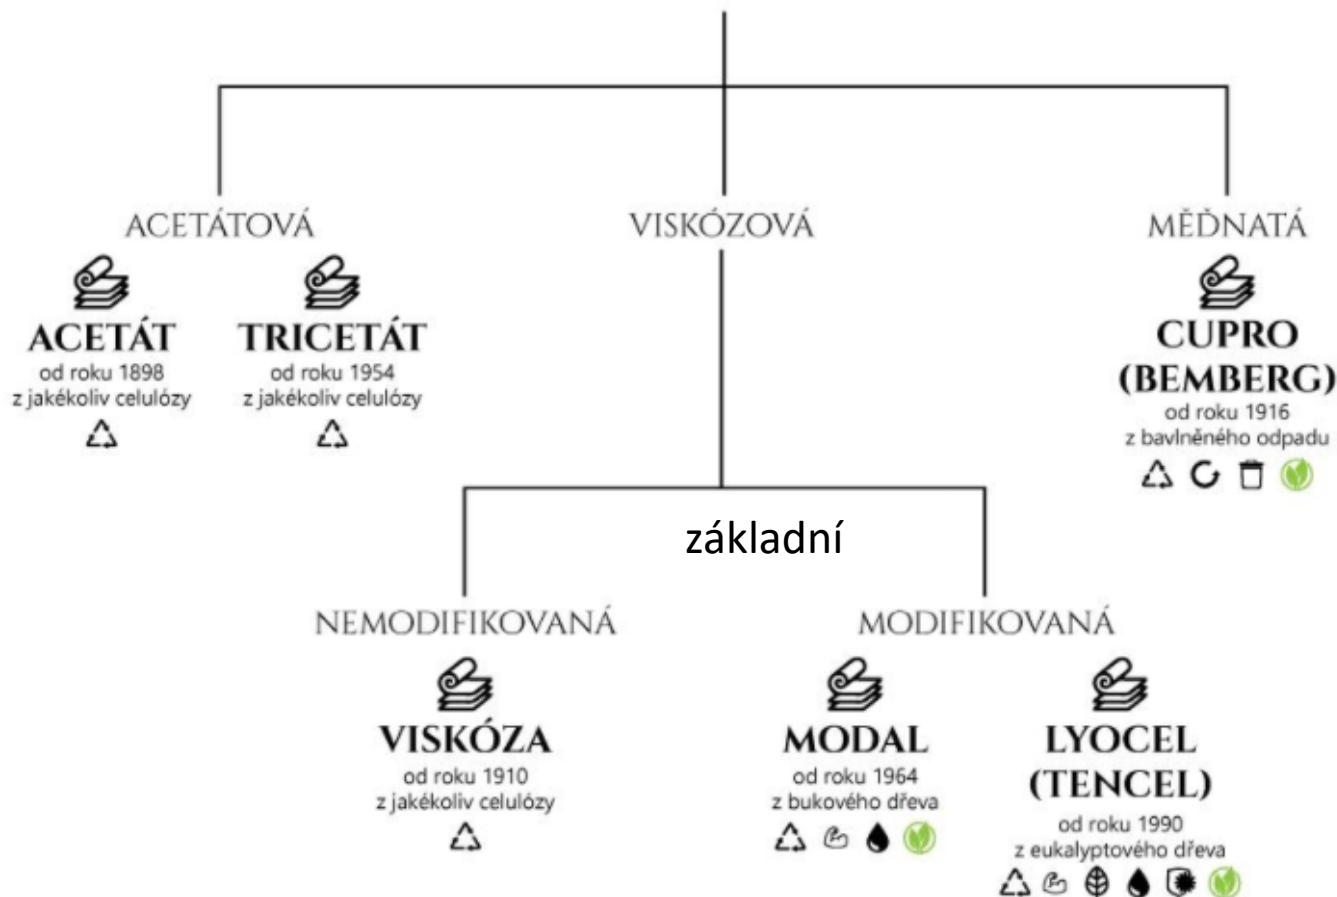 ACETÁTOVÁ
VISKÓZOVÁ
MĚĎNATÁ
ACETÁT
od roku 1898
z jakékoliv celulózy
TRICETÁT
od roku 1954
z jakékoliv celulózy
CUPRO
(BEMBERG)
od roku 1916
z bavlněného odpadu
základní
NEMODIFIKOVANÁ
MODIFIKOVANÁ
VISKÓZA
od roku 1910
z jakékoliv celulózy
MODAL
od roku 1964
z bukového dřeva
LYOCEL
(TENCEL)
od roku 1990
z eukalyptového dřeva